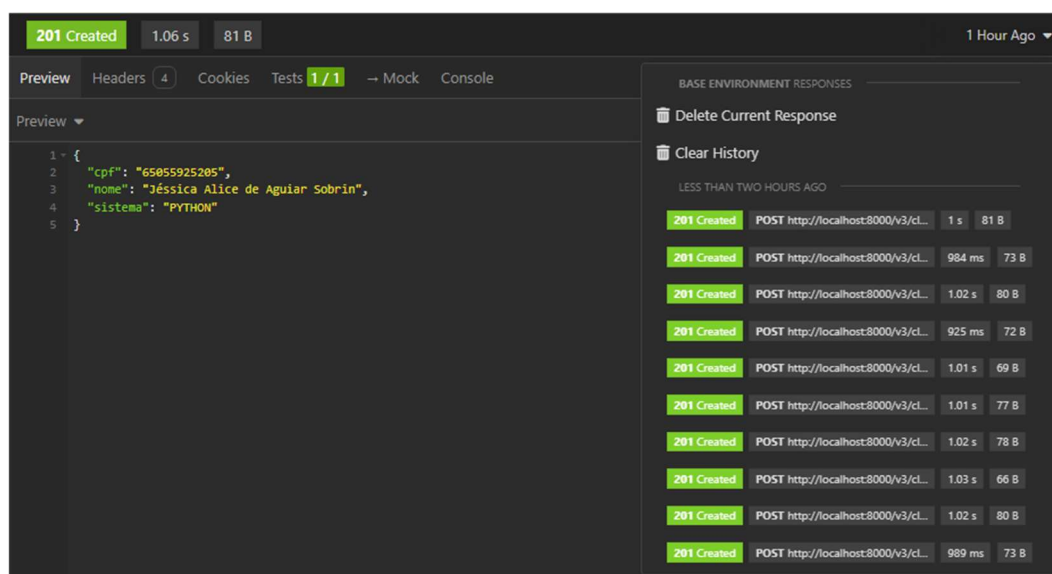 201 Created 1.06 s 81 B 1 Hour Ago
Preview Headers 4 Cookies Tests 1 / 1 → Mock Console
Preview
1 {
2 "cpf": "65055925205",
3 "nome": "Jéssica Alice de Aguiar Sobrin",
4 "sistema": "PYTHON"
5 }
BASE ENVIRONMENT RESPONSES
Delete Current Response
Clear History
LESS THAN TWO HOURS AGO
201 Created POST http://localhost:8000/v3/cl... 1 s 81 B
201 Created POST http://localhost:8000/v3/cl... 984 ms 73 B
201 Created POST http://localhost:8000/v3/cl... 1.02 s 80 B
201 Created POST http://localhost:8000/v3/cl... 925 ms 72 B
201 Created POST http://localhost:8000/v3/cl... 1.01 s 69 B
201 Created POST http://localhost:8000/v3/cl... 1.01 s 77 B
201 Created POST http://localhost:8000/v3/cl... 1.02 s 78 B
201 Created POST http://localhost:8000/v3/cl... 1.03 s 66 B
201 Created POST http://localhost:8000/v3/cl... 1.02 s 80 B
201 Created POST http://localhost:8000/v3/cl... 989 ms 73 B